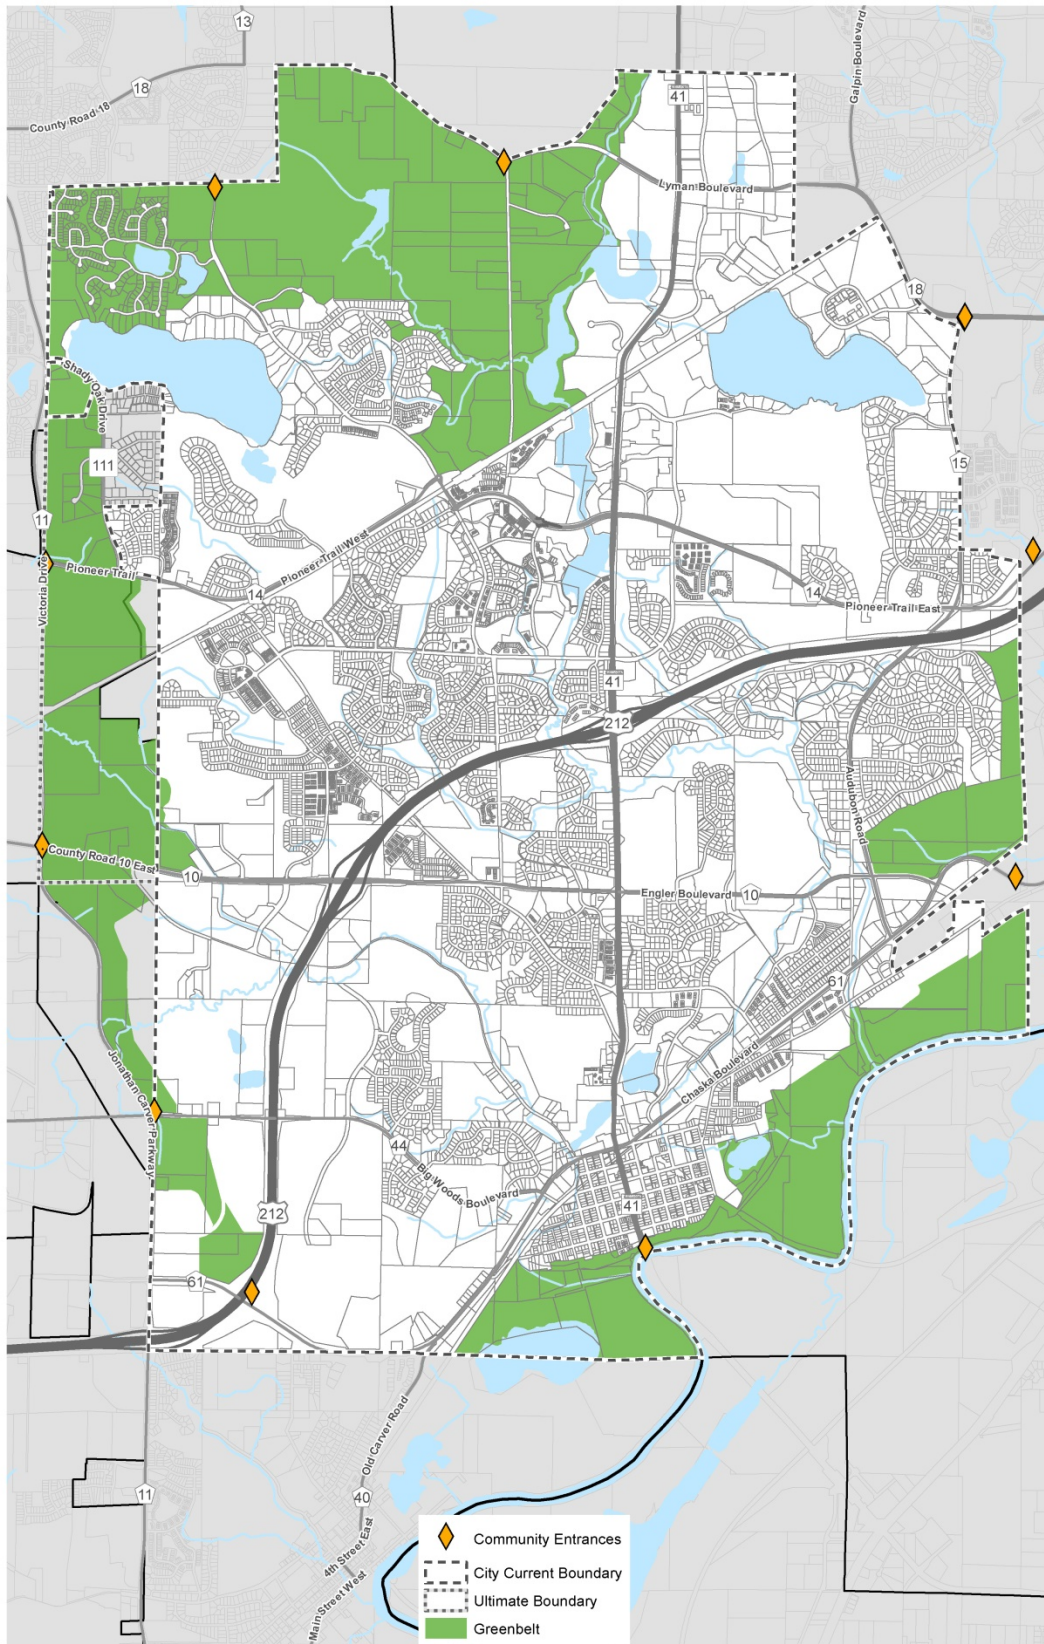 13
18
County Road 18
Galpin Boulevard
41
Lyman Boulevard
18
Shady Oak Drive
111
15
11
Pioneer Trail West
Pioneer Trail
Victoria Drive
14
14
Pioneer Trail East
41
212
Audubon Road
County Road 10 East
10
Engler Boulevard
10
61
Chaska Boulevard
Jonathan Carver Parkway
44
Big Woods Boulevard
212
41
61
Old Carver Road
11
40
4th Street East
Main Street West
Community Entrances
City Current Boundary
Ultimate Boundary
Greenbelt